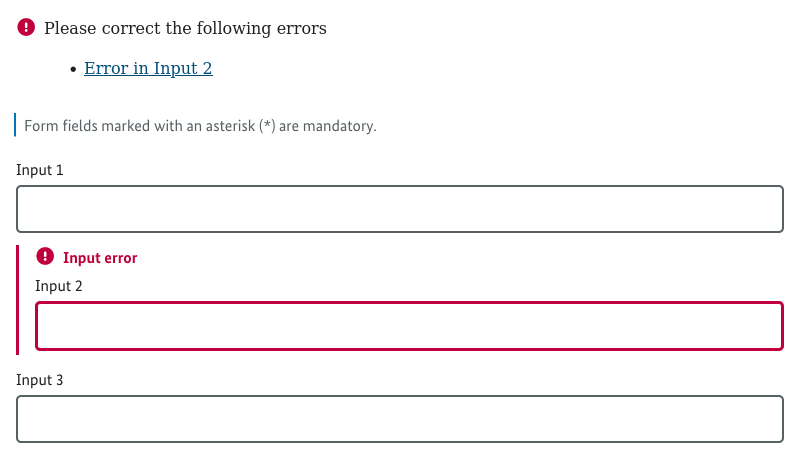 Please correct the following errors
• Error in Input 2
Form fields marked with an asterisk (*) are mandatory.
Input 1
Input error
Input 2
Input 3